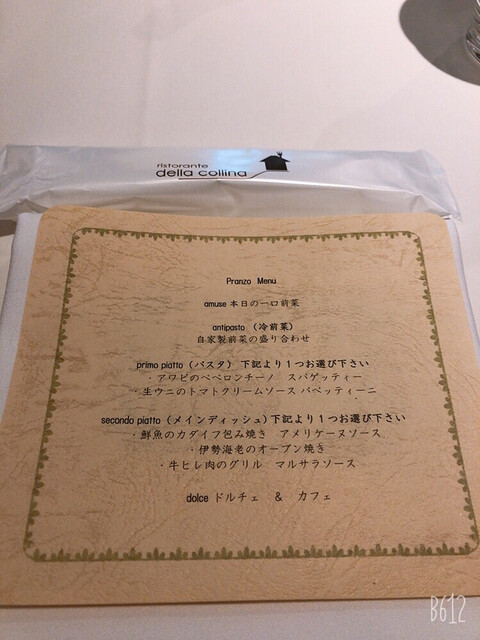 ristorante
della collina
Pranzo Menu
amuse 本日の一口前菜
antipasto （冷前菜）
自家製前菜の盛り合わせ
primo piatto（パスタ） 下記より１つお選び下さい
・アワビのペペロンチーノ スパゲッティー
・生ウニのトマトクリームソース バベッティーニ
secondo piatto（メインディッシュ）下記より１つお選び下さい
・鮮魚のカダイフ包み焼き アメリケーヌソース
・伊勢海老のオーブン焼き
・牛ヒレ肉のグリル マルサラソース
dolce ドルチェ ＆ カフェ
B612